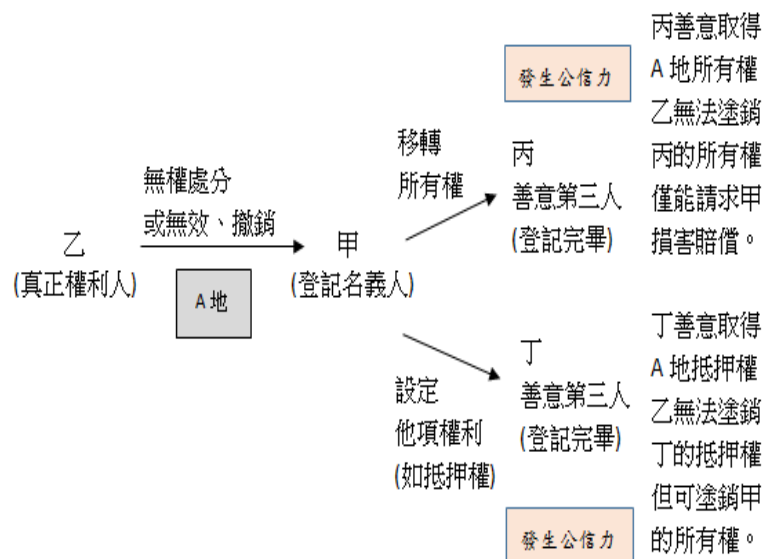 無權處分
或無效、撤銷
乙
(真正權利人)
A地
甲
(登記名義人)
移轉
所有權
發生公信力
丙
善意第三人
(登記完畢)
丙善意取得
A地所有權
乙無法塗銷
丙的所有權
僅能請求甲
損害賠償。
設定
他項權利
(如抵押權)
丁
善意第三人
(登記完畢)
發生公信力
丁善意取得
A地抵押權
乙無法塗銷
丁的抵押權
但可塗銷甲
的所有權。